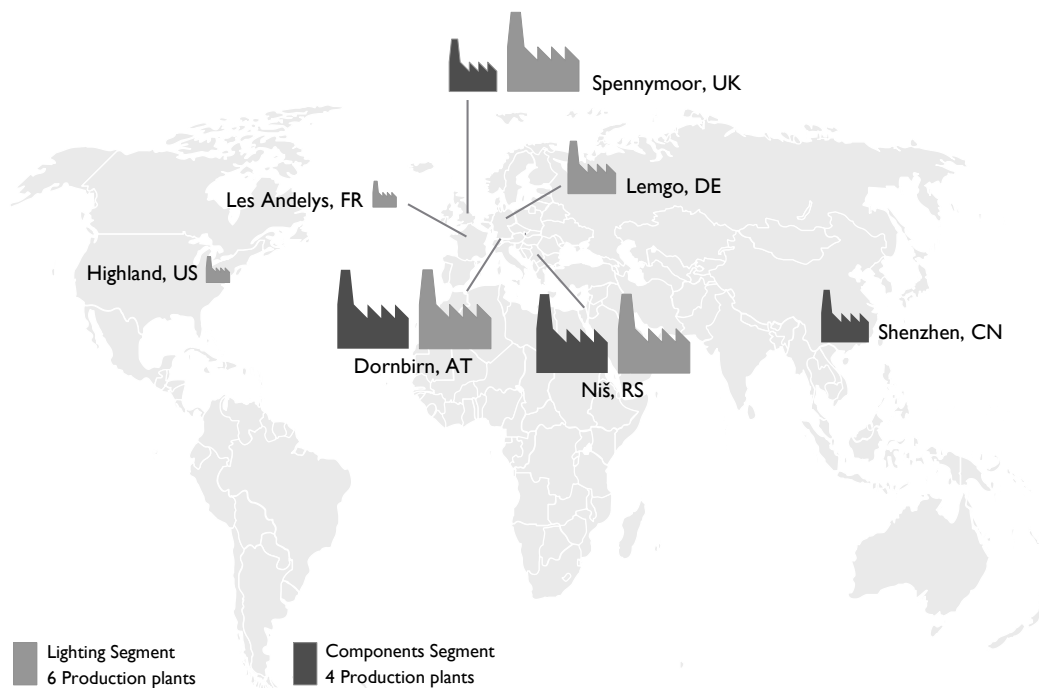 Spennymoor, UK
Lemgo, DE
Les Andelys, FR
Highland, US
Shenzhen, CN
Dornbirn, AT
Niš, RS
Lighting Segment
6 Production plants
Components Segment
4 Production plants